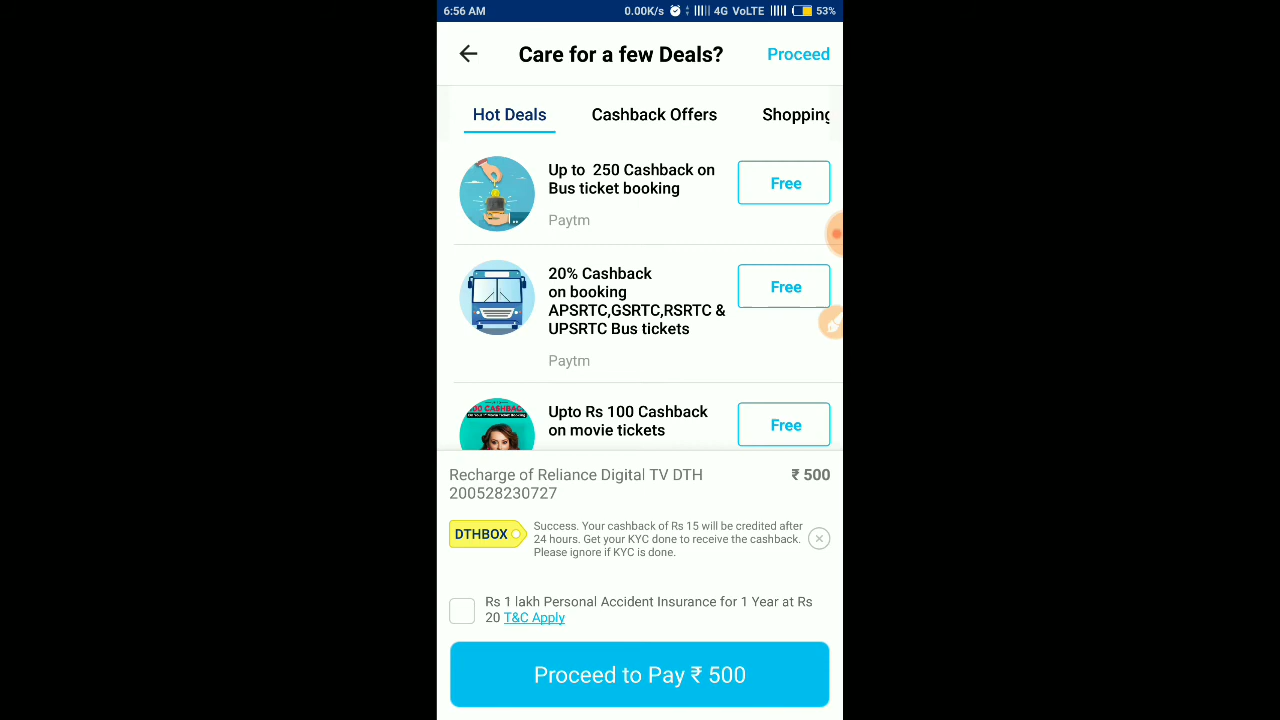 6:56 AM 0.00K/s 4G VoLTE 53%
Care for a few Deals? Proceed
Hot Deals Cashback Offers Shopping
Up to 250 Cashback on
Bus ticket booking
Free
Paytm
20% Cashback
on booking
APSRTC,GSRTC,RSRTC &
UPSRTC Bus tickets
Free
Paytm
Upto Rs 100 Cashback
on movie tickets
Free
Recharge of Reliance Digital TV DTH
200528230727
₹ 500
DTHBOX
Success. Your cashback of Rs 15 will be credited after
24 hours. Get your KYC done to receive the cashback.
Please ignore if KYC is done.
Rs 1 lakh Personal Accident Insurance for 1 Year at Rs
20 T&C Apply
Proceed to Pay ₹ 500